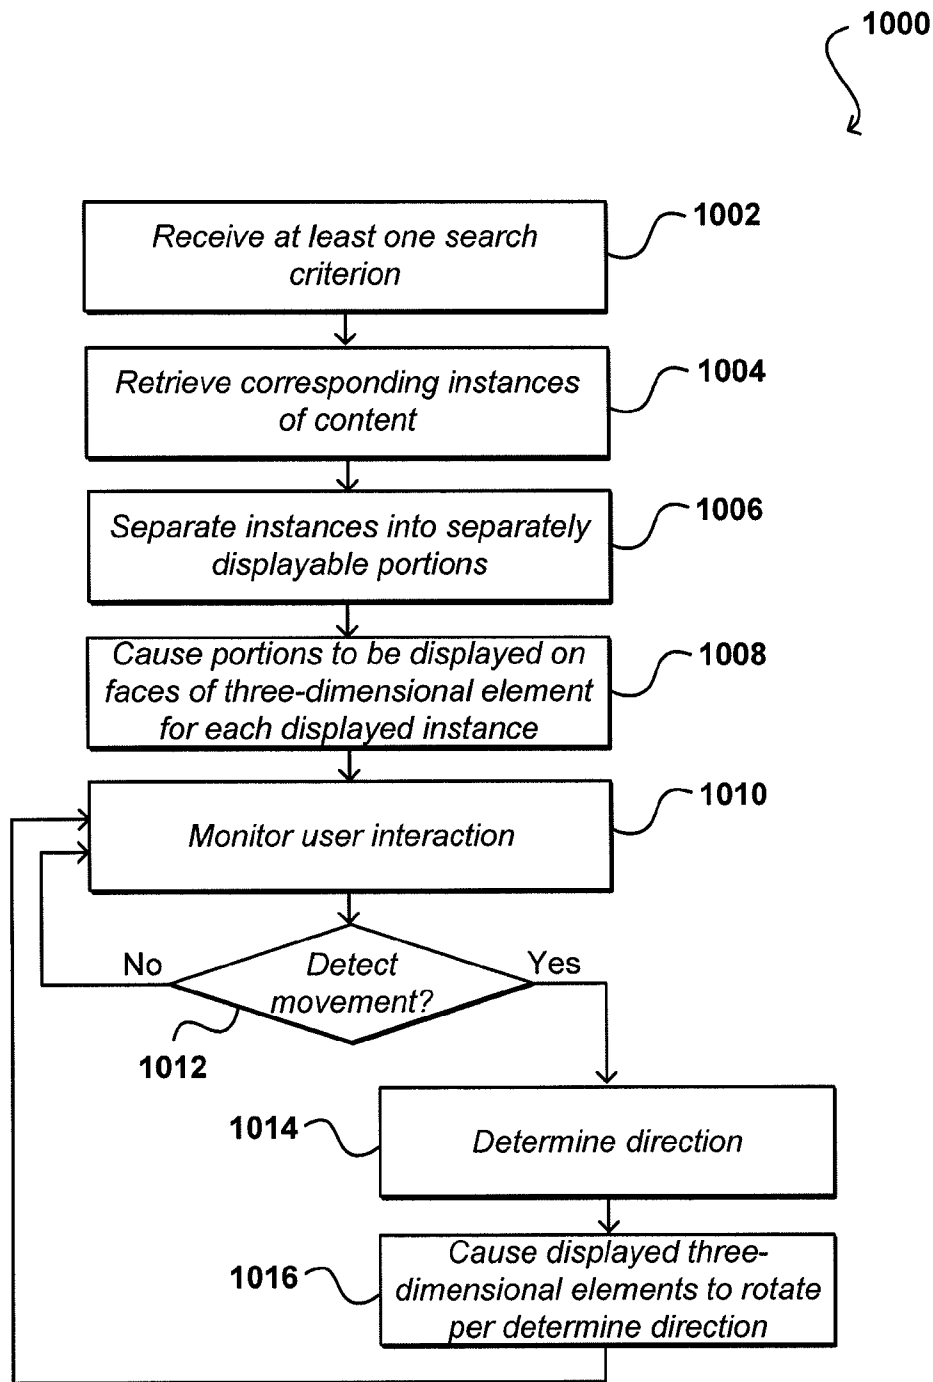 1000
Receive at least one search
criterion
1002
Retrieve corresponding instances
of content
1004
Separate instances into separately
displayable portions
1006
Cause portions to be displayed on
faces of three-dimensional element
for each displayed instance
1008
Monitor user interaction
1010
No
Detect
movement?
Yes
1012
1014
Determine direction
1016
Cause displayed three-
dimensional elements to rotate
per determine direction